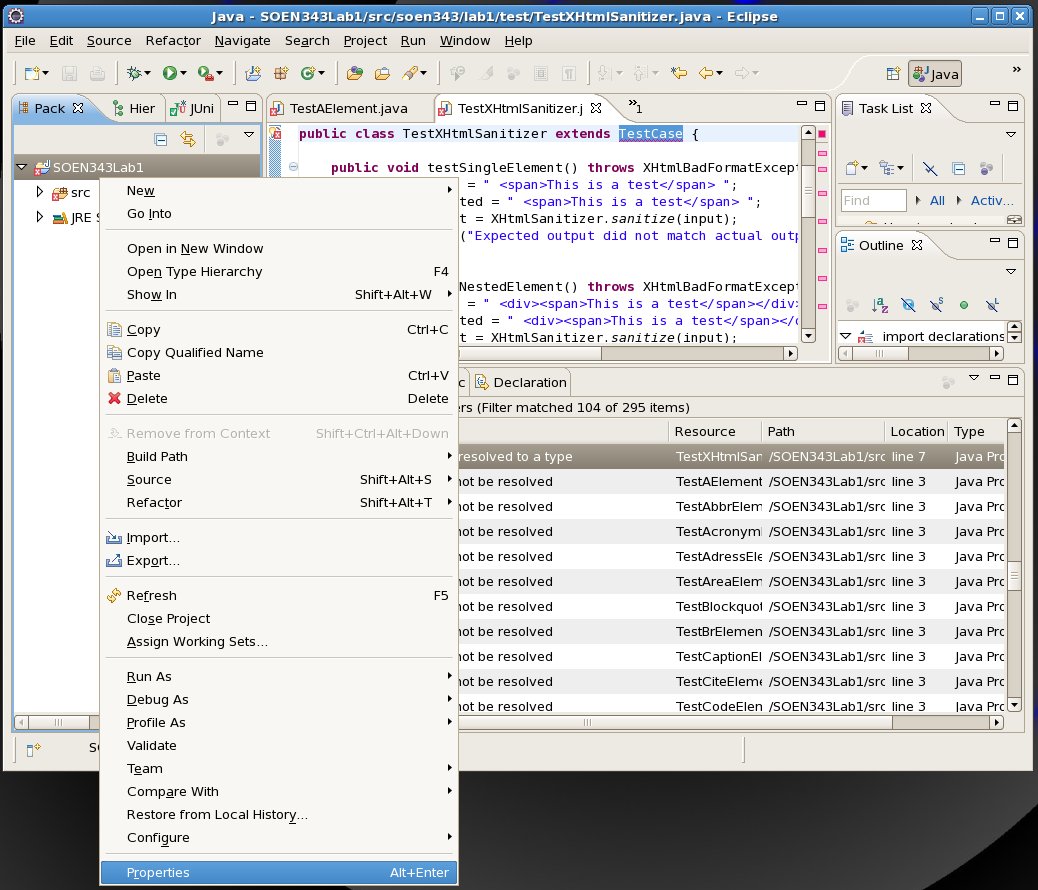 Java - SOEN343Lab1/src/soen343/lab1/test/TestXHtmlSanitizer.java - Eclipse
File Edit Source Refactor Navigate Search Project Run Window Help
Java »
Pack Hier JUni
TestAElement.java TestXHtmlSanitizer.j »1
Task List
public class TestXHtmlSanitizer extends TestCase {
public void testSingleElement() throws XHtmlBadFormatExcept
= " <span>This is a test</span> ";
ted = " <span>This is a test</span> ";
t = XHtmlSanitizer.sanitize(input);
("Expected output did not match actual outp
NestedElement() throws XHtmlBadFormatExcept
= " <div><span>This is a test</span></div>
ted = " <div><span>This is a test</span></d
t = XHtmlSanitizer.sanitize(input);
Find All Activ...
Outline
import declarations
SOEN343Lab1
src
JRE S
New
Go Into
Open in New Window
Open Type Hierarchy F4
Show In Shift+Alt+W
Copy Ctrl+C
Copy Qualified Name
Paste Ctrl+V
Delete Delete
Remove from Context Shift+Ctrl+Alt+Down
Build Path
Source Shift+Alt+S
Refactor Shift+Alt+T
Import...
Export...
Refresh F5
Close Project
Assign Working Sets...
Run As
Debug As
Profile As
Validate
Team
Compare With
Restore from Local History...
Configure
Properties Alt+Enter
c Declaration
ers (Filter matched 104 of 295 items)
Resource Path Location Type
resolved to a type TestXHtmlSan /SOEN343Lab1/src line 7 Java Prc
not be resolved TestAElement /SOEN343Lab1/src line 3 Java Prc
not be resolved TestAbbrElem /SOEN343Lab1/src line 3 Java Prc
not be resolved TestAcronymI /SOEN343Lab1/src line 3 Java Prc
not be resolved TestAdressEle /SOEN343Lab1/src line 3 Java Prc
not be resolved TestAreaElem /SOEN343Lab1/src line 3 Java Prc
not be resolved TestBlockquot /SOEN343Lab1/src line 3 Java Prc
not be resolved TestBrElemen /SOEN343Lab1/src line 3 Java Prc
not be resolved TestCaptionEl /SOEN343Lab1/src line 3 Java Prc
not be resolved TestCiteEleme /SOEN343Lab1/src line 3 Java Prc
not be resolved TestCodeElen /SOEN343Lab1/src line 3 Java Prc
SO